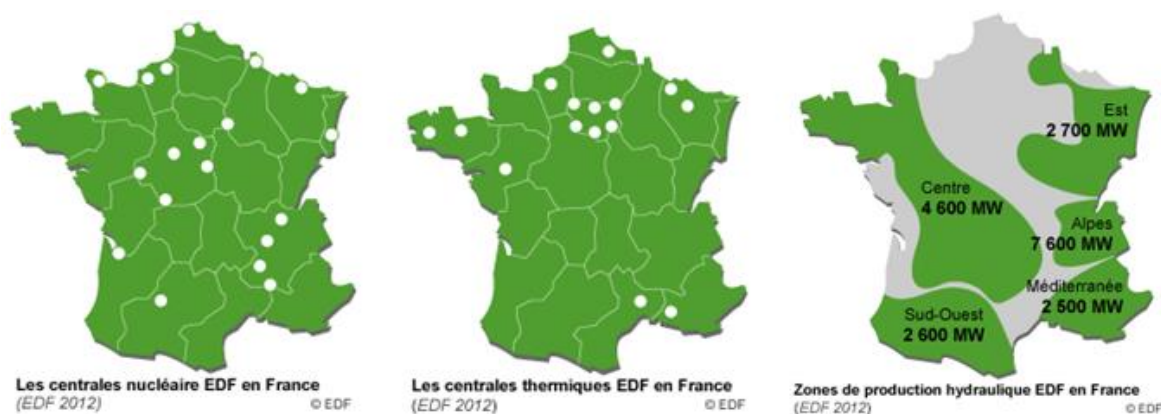 Est
2 700 MW
Centre
4 600 MW
Alpes
7 600 MW
Méditerranée
2 500 MW
Sud-Ouest
2 600 MW
Les centrales nucléaire EDF en France
(EDF 2012)
© EDF
Les centrales thermiques EDF en France
(EDF 2012)
© EDF
Zones de production hydraulique EDF en France
(EDF 2012)
© EDF